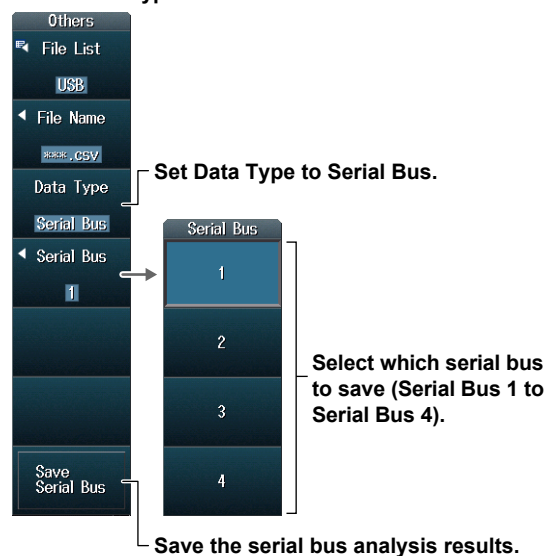 Others
File List
USB
File Name
***.CSV
Data Type
Serial Bus
Serial Bus
1
Save
Serial Bus
Set Data Type to Serial Bus.
Serial Bus
1
2
3
4
Select which serial bus
to save (Serial Bus 1 to
Serial Bus 4).
Save the serial bus analysis results.